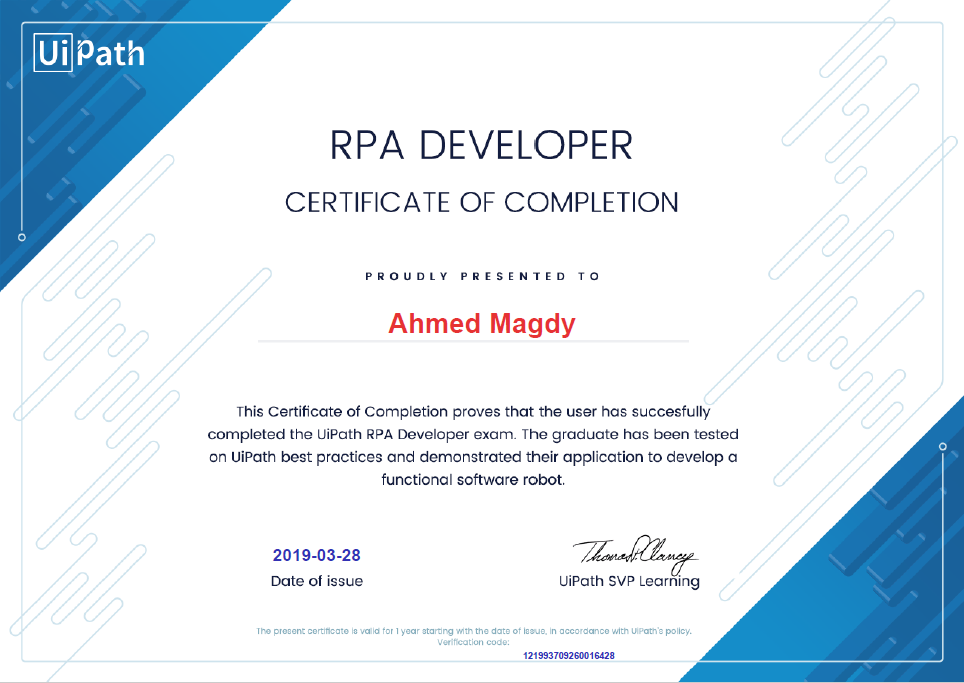 UiPath
RPA DEVELOPER
CERTIFICATE OF COMPLETION
PROUDLY PRESENTED TO
Ahmed Magdy
This Certificate of Completion proves that the user has succesfully
completed the UiPath RPA Developer exam. The graduate has been tested
on UiPath best practices and demonstrated their application to develop a
functional software robot.
2019-03-28
Date of issue
Thomas P. Clancy
UiPath SVP Learning
The present certificate is valid for 1 year starting with the date of issue, in accordance with UiPath's policy.
Verification code:
121993709260016428